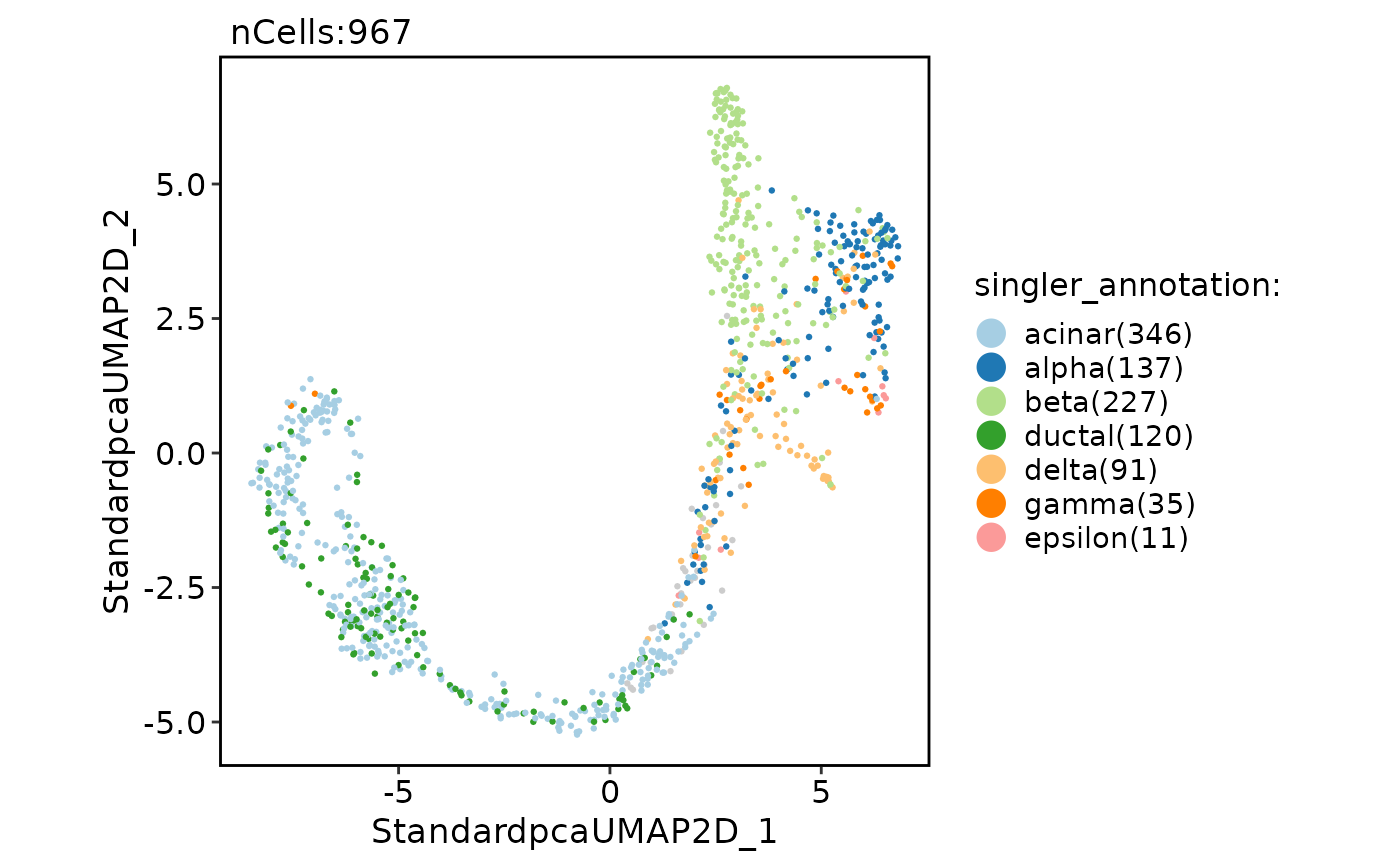 nCells:967
StandardpcaUMAP2D_2
5.0
2.5
0.0
-2.5
-5.0
-5
0
5
StandardpcaUMAP2D_1
singler_annotation:
acinar(346)
alpha(137)
beta(227)
ductal(120)
delta(91)
gamma(35)
epsilon(11)